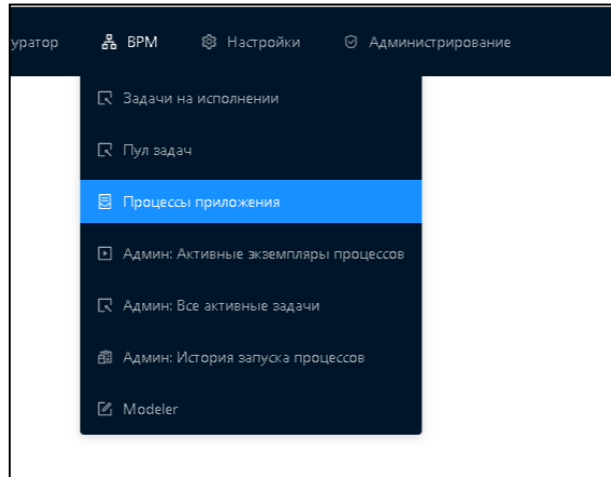 уратор BPM Настройки Администрирование
Задачи на исполнении
Пул задач
Процессы приложения
Админ: Активные экземпляры процессов
Админ: Все активные задачи
Админ: История запуска процессов
Modeler